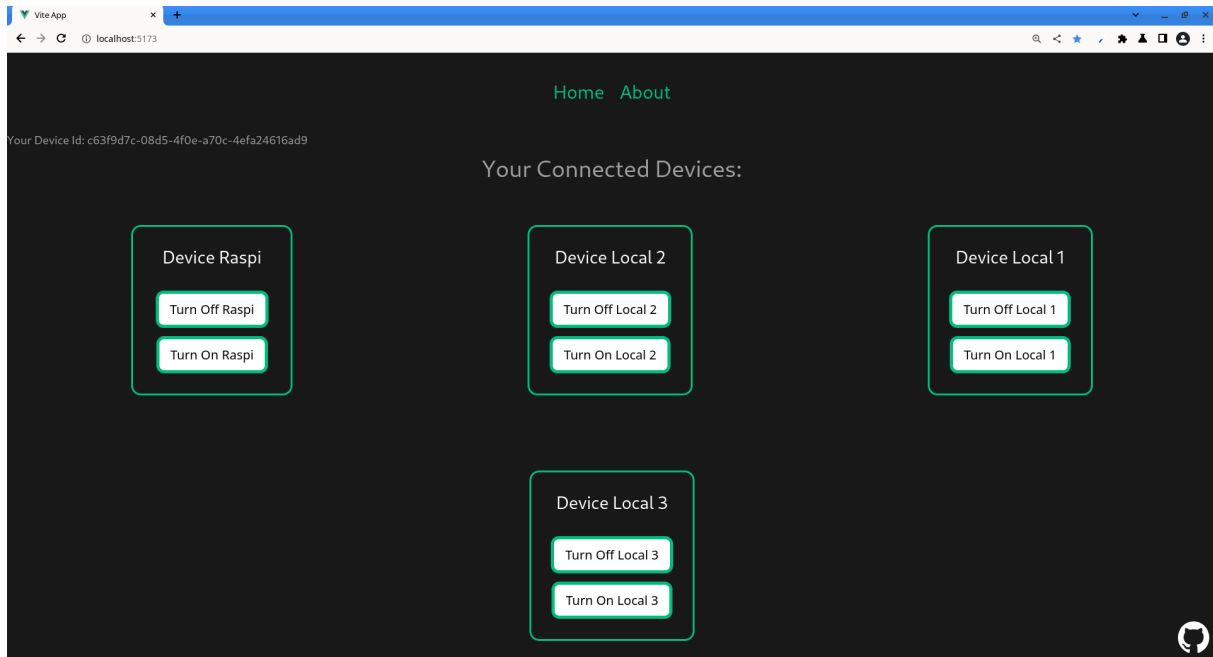 Vite App
localhost:5173
Home About
Your Device Id: c63f9d7c-08d5-4f0e-a70c-4efa24616ad9
Your Connected Devices:
Device Raspi
Turn Off Raspi
Turn On Raspi
Device Local 2
Turn Off Local 2
Turn On Local 2
Device Local 1
Turn Off Local 1
Turn On Local 1
Device Local 3
Turn Off Local 3
Turn On Local 3